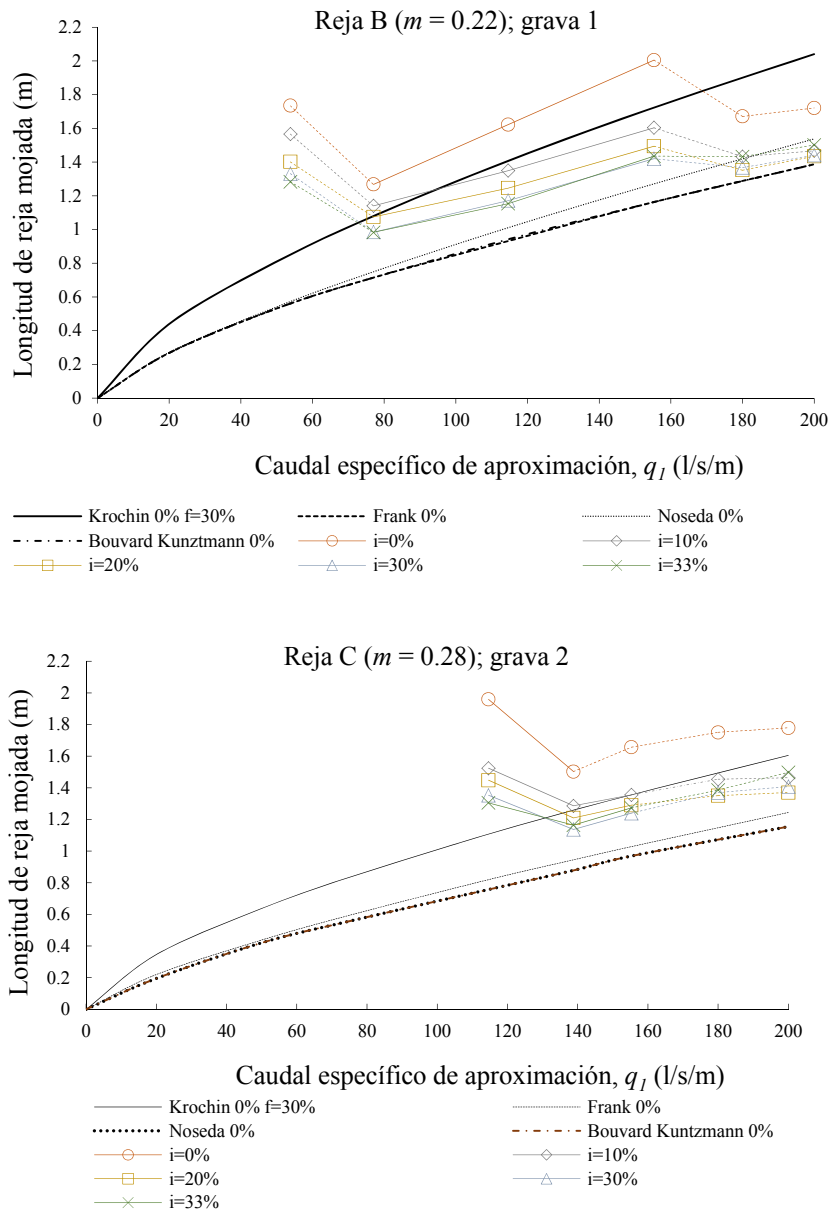 Reja B (m = 0.22); grava 1
Longitud de reja mojada (m)
2.2
2
1.8
1.6
1.4
1.2
1
0.8
0.6
0.4
0.2
0
0 20 40 60 80 100 120 140 160 180 200
Caudal específico de aproximación, q1 (l/s/m)
Krochin 0% f=30% Frank 0% Noseda 0%
Bouvard Kunztmann 0% i=0% i=10%
i=20% i=30% i=33%
Reja C (m = 0.28); grava 2
Longitud de reja mojada (m)
2.2
2
1.8
1.6
1.4
1.2
1
0.8
0.6
0.4
0.2
0
0 20 40 60 80 100 120 140 160 180 200
Caudal específico de aproximación, q1 (l/s/m)
Krochin 0% f=30% Frank 0%
Noseda 0% Bouvard Kuntzmann 0%
i=0% i=10%
i=20% i=30%
i=33%